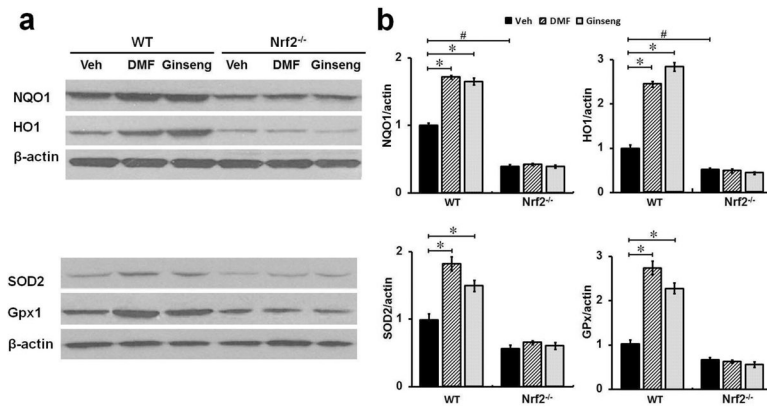 a
WT Nrf2-/-
Veh DMF Ginseng Veh DMF Ginseng
NQO1
HO1
β-actin
SOD2
Gpx1
β-actin
b
Veh DMF Ginseng
#
*
*
NQO1/actin
2
1
0
WT Nrf2-/-
#
*
*
HO1/actin
3
2
1
0
WT Nrf2-/-
*
*
SOD2/actin
2
1
0
WT Nrf2-/-
*
*
GPx/actin
3
2
1
0
WT Nrf2-/-